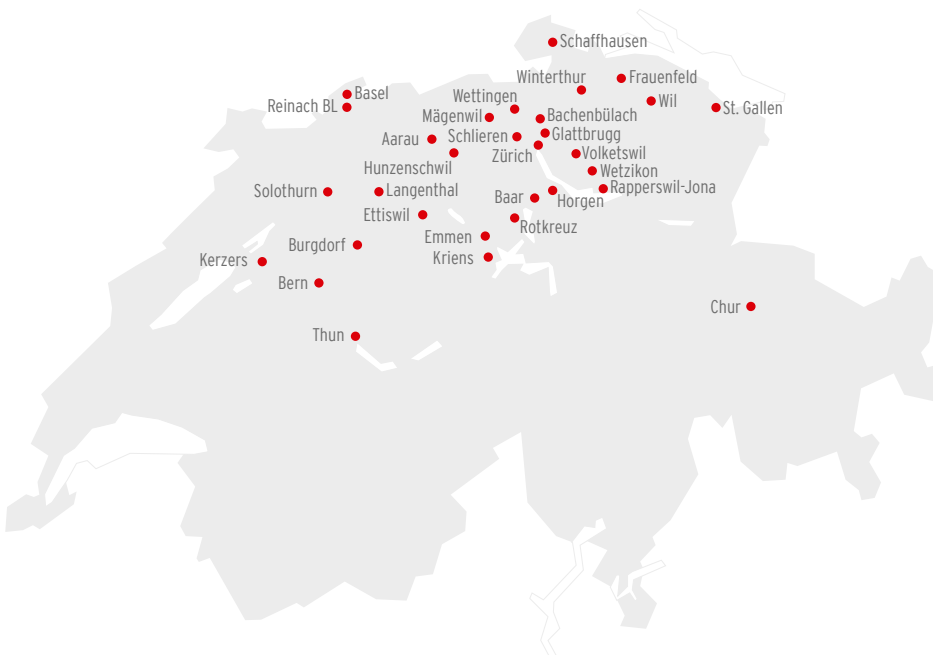 Schaffhausen
Winterthur
Frauenfeld
Basel
Wettingen
Wil
Reinach BL
St. Gallen
Mägenwil
Bachenbülach
Aarau
Schlieren
Glattbrugg
Zürich
Volketswil
Hunzenschwil
Wetzikon
Solothurn
Langenthal
Rapperswil-Jona
Baar
Horgen
Ettiswil
Rotkreuz
Emmen
Burgdorf
Kriens
Kerzers
Bern
Chur
Thun